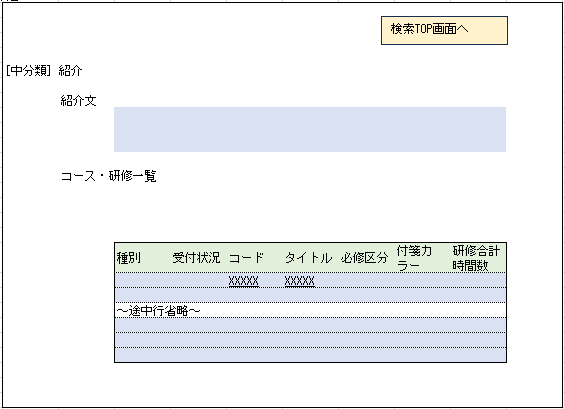 検索TOP画面へ
[中分類] 紹介
紹介文
コース・研修一覧
種別 受付状況 コード タイトル 必修区分 付箋カラー 研修合計時間数
XXXXX XXXXX
～途中行省略～